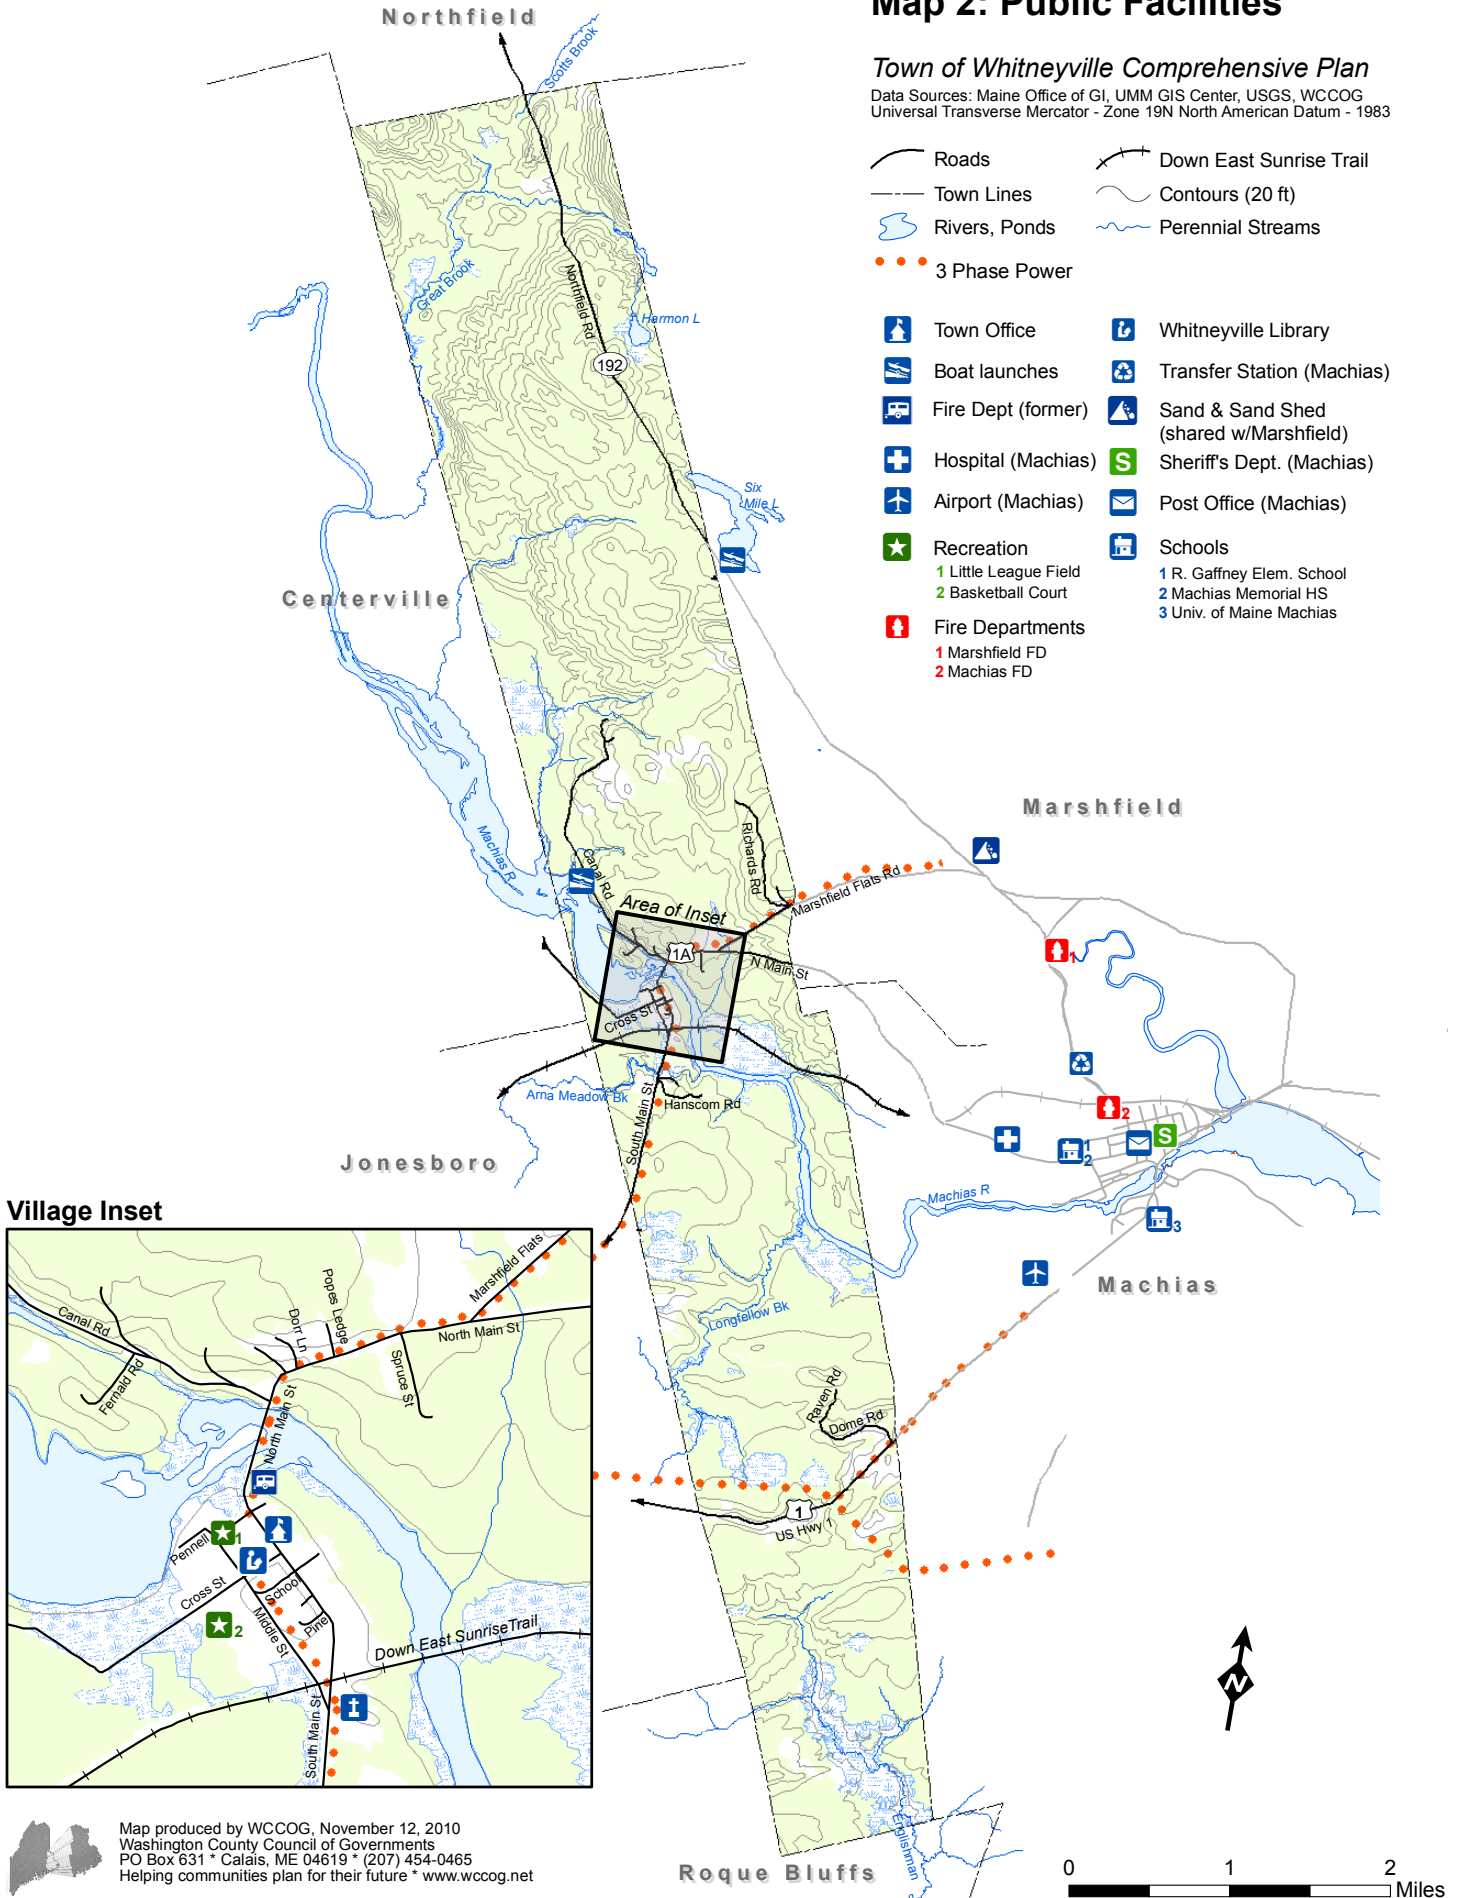 Map 2: Public Facilities
Town of Whitneyville Comprehensive Plan
Data Sources: Maine Office of GI, UMM GIS Center, USGS, WCCOG
Universal Transverse Mercator - Zone 19N North American Datum - 1983
Roads
Down East Sunrise Trail
Town Lines
Contours (20 ft)
Rivers, Ponds
Perennial Streams
3 Phase Power
Town Office
Whitneyville Library
Boat launches
Transfer Station (Machias)
Fire Dept (former)
Sand & Sand Shed
(shared w/Marshfield)
Hospital (Machias)
S
Sheriff's Dept. (Machias)
Airport (Machias)
Post Office (Machias)
Recreation
1 Little League Field
2 Basketball Court
Schools
1 R. Gaffney Elem. School
2 Machias Memorial HS
3 Univ. of Maine Machias
Fire Departments
1 Marshfield FD
2 Machias FD
Northfield
Scotts Brook
Great Brook
Northfield Rd
Harmon L
192
Six
Mile L
Centerville
Machias R
Canal Rd
Richards Rd
Marshfield Flats Rd
Marshfield
Area of Inset
1A
N Main St
Cross St
1
Arna Meadow Bk
South Main St
Hanscom Rd
2
S
1
2
Jonesboro
Machias R
3
Machias
Longfellow Bk
Raven Rd
Dome Rd
1
US Hwy 1
Englishman
Roque Bluffs
N
0 1 2
Miles
Village Inset
Canal Rd
Fernald Rd
Dorr Ln
Popes Ledge
Marshfield Flats
North Main St
Spruce St
North Main St
Pennell
1
Cross St
School
2
Middle St
Pine
Down East SunriseTrail
South Main St
Map produced by WCCOG, November 12, 2010
Washington County Council of Governments
PO Box 631 * Calais, ME 04619 * (207) 454-0465
Helping communities plan for their future * www.wccog.net